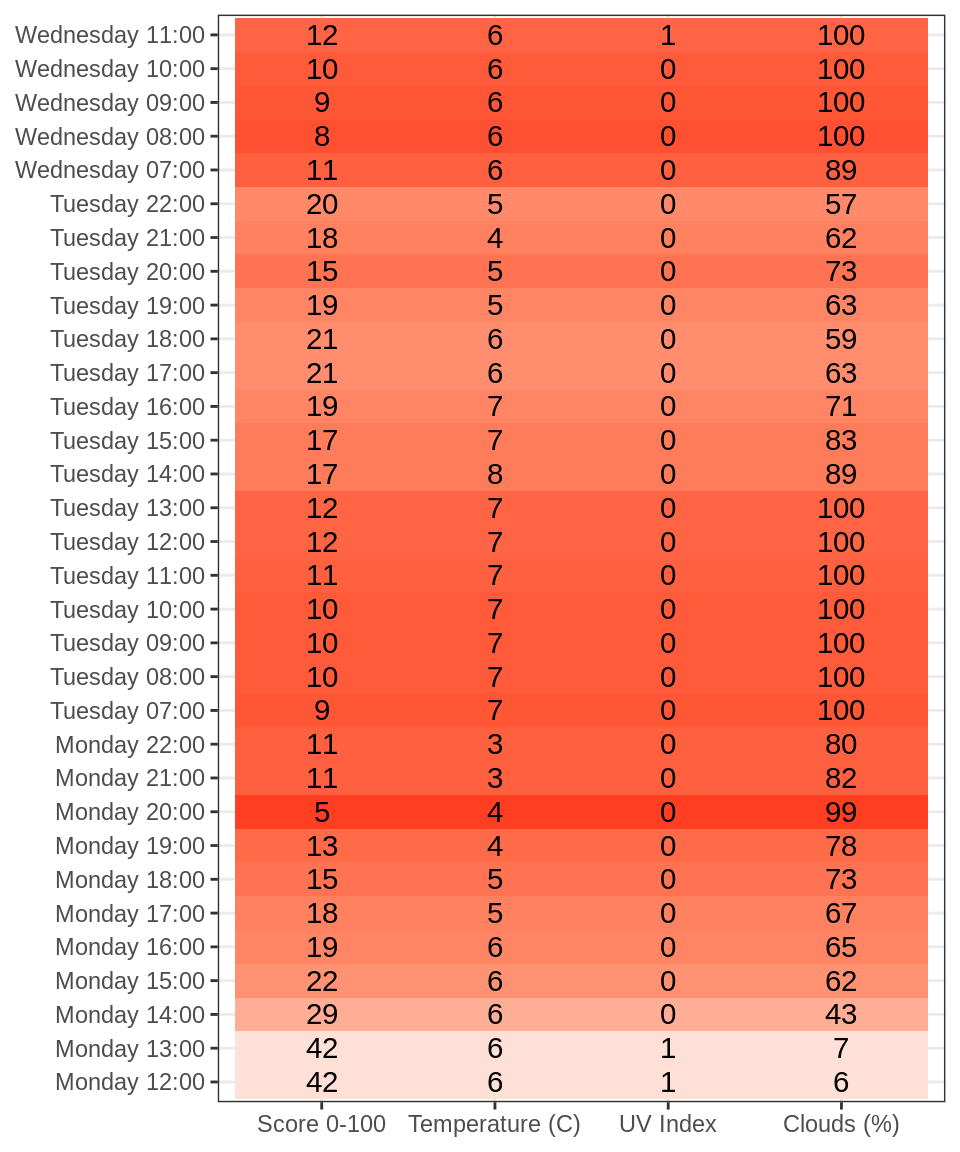 Wednesday 11:00 12 6 1 100
Wednesday 10:00 10 6 0 100
Wednesday 09:00 9 6 0 100
Wednesday 08:00 8 6 0 100
Wednesday 07:00 11 6 0 89
Tuesday 22:00 20 5 0 57
Tuesday 21:00 18 4 0 62
Tuesday 20:00 15 5 0 73
Tuesday 19:00 19 5 0 63
Tuesday 18:00 21 6 0 59
Tuesday 17:00 21 6 0 63
Tuesday 16:00 19 7 0 71
Tuesday 15:00 17 7 0 83
Tuesday 14:00 17 8 0 89
Tuesday 13:00 12 7 0 100
Tuesday 12:00 12 7 0 100
Tuesday 11:00 11 7 0 100
Tuesday 10:00 10 7 0 100
Tuesday 09:00 10 7 0 100
Tuesday 08:00 10 7 0 100
Tuesday 07:00 9 7 0 100
Monday 22:00 11 3 0 80
Monday 21:00 11 3 0 82
Monday 20:00 5 4 0 99
Monday 19:00 13 4 0 78
Monday 18:00 15 5 0 73
Monday 17:00 18 5 0 67
Monday 16:00 19 6 0 65
Monday 15:00 22 6 0 62
Monday 14:00 29 6 0 43
Monday 13:00 42 6 1 7
Monday 12:00 42 6 1 6
Score 0-100 Temperature (C) UV Index Clouds (%)